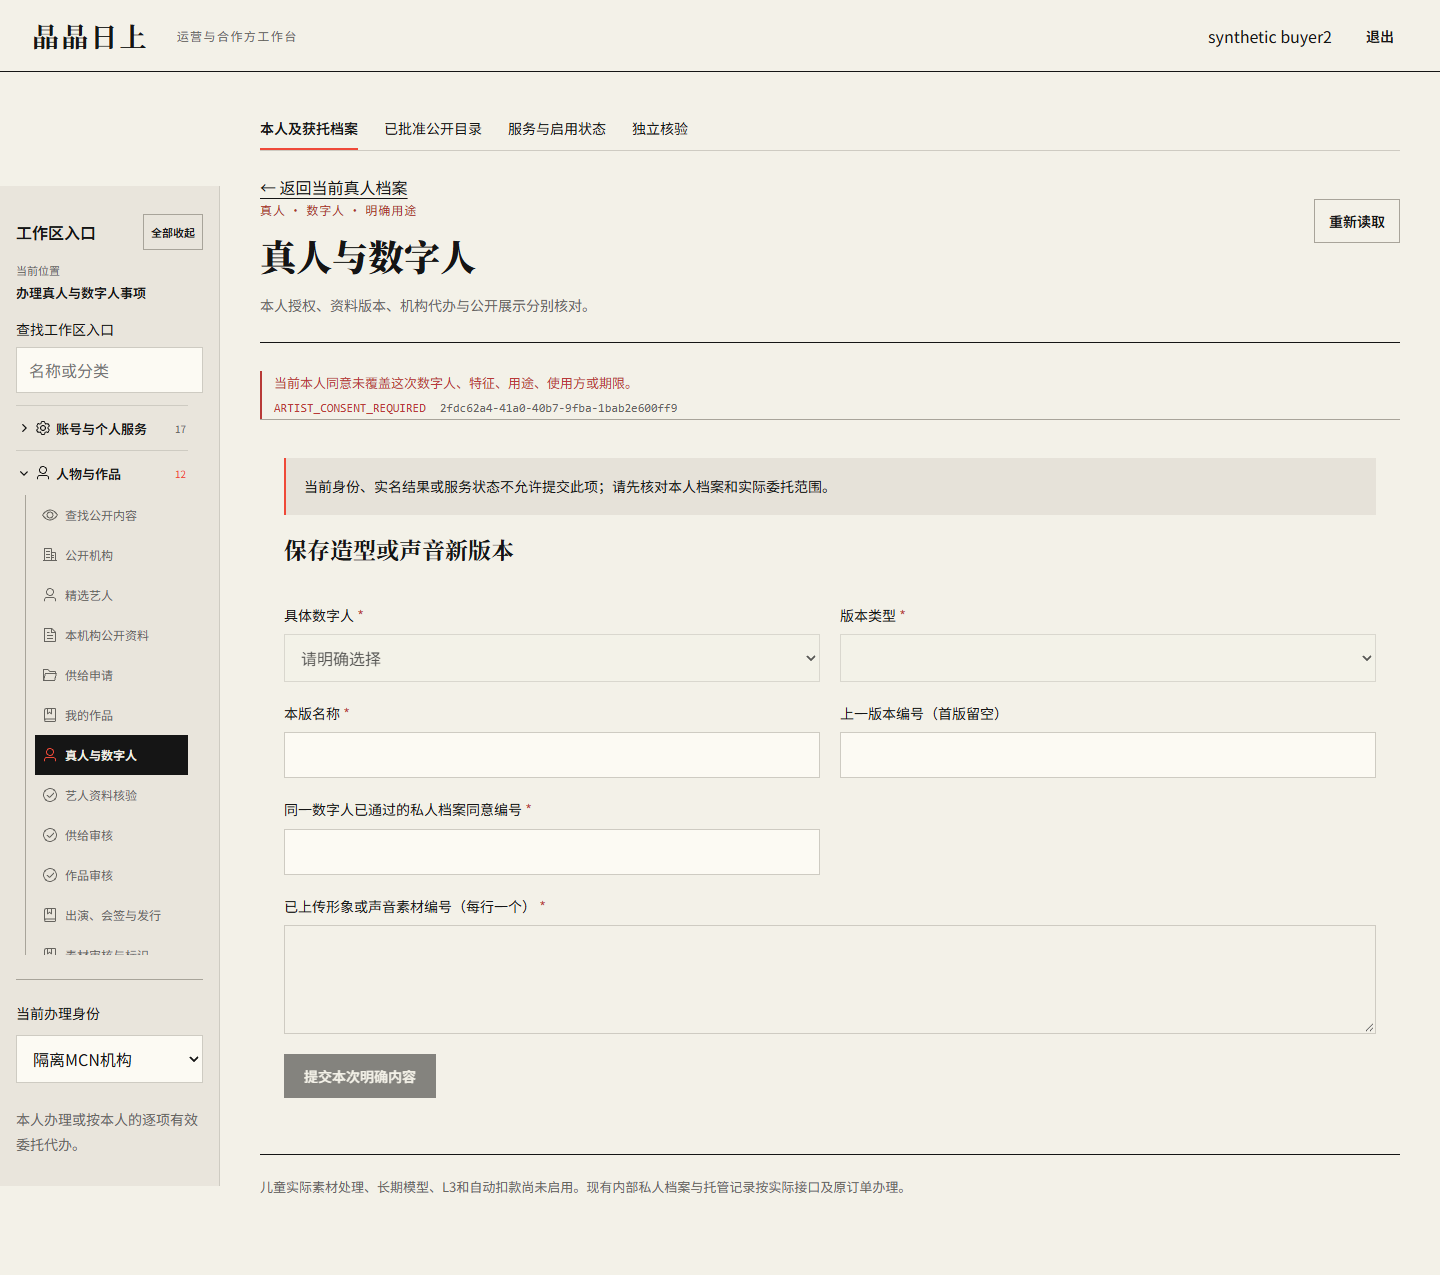 晶晶日上
运营与合作方工作台
synthetic buyer2
退出
本人及获托档案
已批准公开目录
服务与启用状态
独立核验
← 返回当前真人档案
真人 · 数字人 · 明确用途
真人与数字人
本人授权、资料版本、机构代办与公开展示分别核对。
重新读取
当前本人同意未覆盖这次数字人、特征、用途、使用方或期限。
ARTIST_CONSENT_REQUIRED 2fdc62a4-41a0-40b7-9fba-1bab2e600ff9
工作区入口
全部收起
当前位置
办理真人与数字人事项
查找工作区入口
名称或分类
账号与个人服务 17
人物与作品 12
查找公开内容
公开机构
精选艺人
本机构公开资料
供给申请
我的作品
真人与数字人
艺人资料核验
供给审核
作品审核
出演、会签与发行
当前办理身份
隔离MCN机构
本人办理或按本人的逐项有效
委托代办。
当前身份、实名结果或服务状态不允许提交此项；请先核对本人档案和实际委托范围。
保存造型或声音新版本
具体数字人 *
请明确选择
版本类型 *
本版名称 *
上一版本编号（首版留空）
同一数字人已通过的私人档案同意编号 *
已上传形象或声音素材编号（每行一个） *
提交本次明确内容
儿童实际素材处理、长期模型、L3和自动扣款尚未启用。现有内部私人档案与托管记录按实际接口及原订单办理。